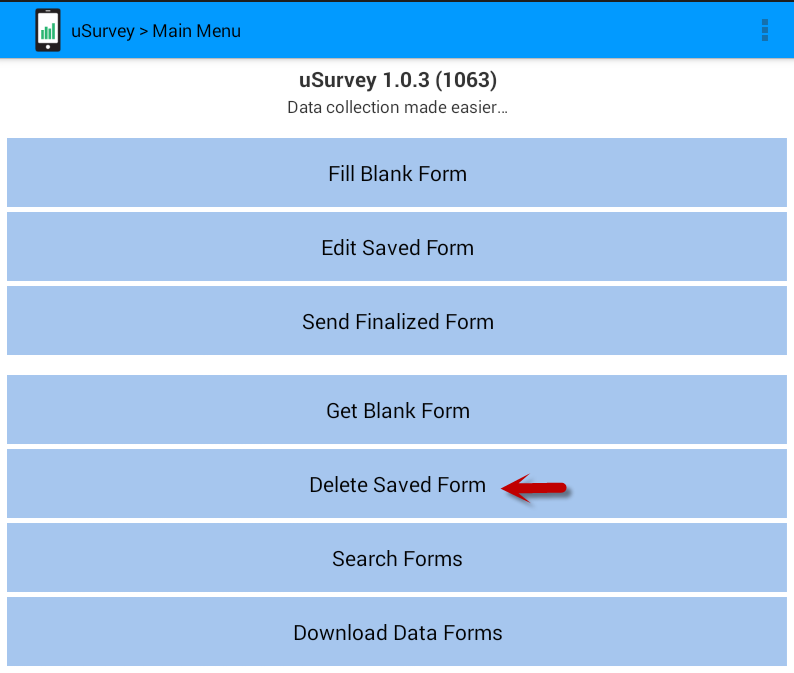 uSurvey > Main Menu
uSurvey 1.0.3 (1063)
Data collection made easier...
Fill Blank Form
Edit Saved Form
Send Finalized Form
Get Blank Form
Delete Saved Form
Search Forms
Download Data Forms